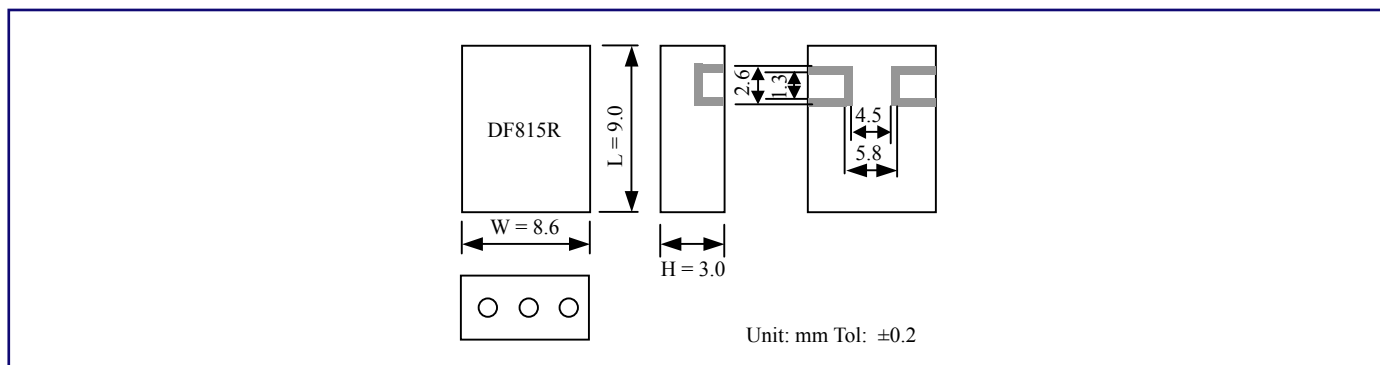 DF815R
L = 9.0
W = 8.6
H = 3.0
2.6
1.3
4.5
5.8
Unit: mm Tol: ±0.2